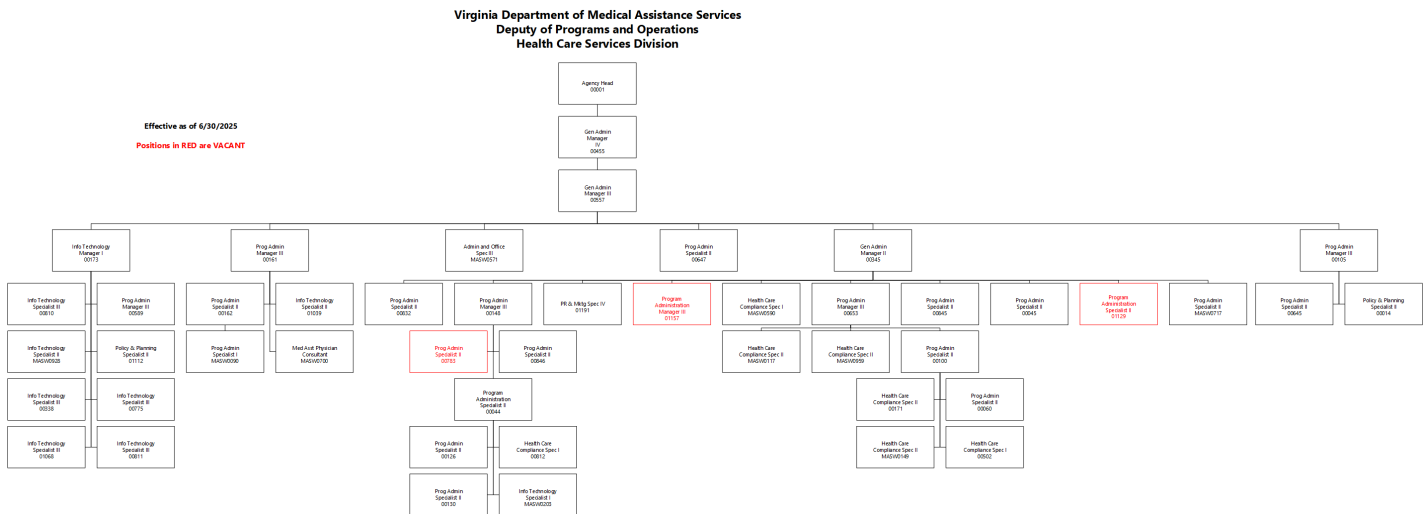 Virginia Department of Medical Assistance Services
Deputy of Programs and Operations
Health Care Services Division
Agency Head
00001
Effective as of 6/30/2025
Positions in RED are VACANT
Gen Admin
Manager
IV
00455
Gen Admin
Manager III
00557
Info Technology
Manager I
00173
Prog Admin
Manager III
00161
Admin and Office
Spec III
MASW0571
Prog Admin
Specialist II
00647
Gen Admin
Manager II
00345
Prog Admin
Manager III
00105
Info Technology
Specialist III
00810
Prog Admin
Manager III
00509
Prog Admin
Specialist II
00162
Info Technology
Specialist II
01039
Prog Admin
Specialist II
00832
Prog Admin
Manager III
00148
PR & Mktg Spec IV
01191
Program
Administration
Manager III
01157
Health Care
Compliance Spec I
MASW0590
Prog Admin
Manager III
00653
Prog Admin
Specialist II
00845
Prog Admin
Specialist II
00045
Program
Administration
Specialist II
01129
Prog Admin
Specialist II
MASW0717
Prog Admin
Specialist II
00645
Policy & Planning
Specialist II
00014
Info Technology
Specialist II
MASW0928
Policy & Planning
Specialist II
01112
Prog Admin
Specialist I
MASW0090
Med Asst Physician
Consultant
MASW0700
Prog Admin
Specialist II
00783
Prog Admin
Specialist II
00846
Health Care
Compliance Spec II
MASW0117
Health Care
Compliance Spec II
MASW0959
Prog Admin
Specialist II
00100
Info Technology
Specialist III
00338
Info Technology
Specialist III
00775
Program
Administration
Specialist II
00044
Health Care
Compliance Spec II
00171
Prog Admin
Specialist II
00060
Info Technology
Specialist III
01068
Info Technology
Specialist III
00811
Prog Admin
Specialist II
00126
Health Care
Compliance Spec I
00812
Health Care
Compliance Spec II
MASW0149
Health Care
Compliance Spec I
00502
Prog Admin
Specialist II
00130
Info Technology
Specialist I
MASW0203